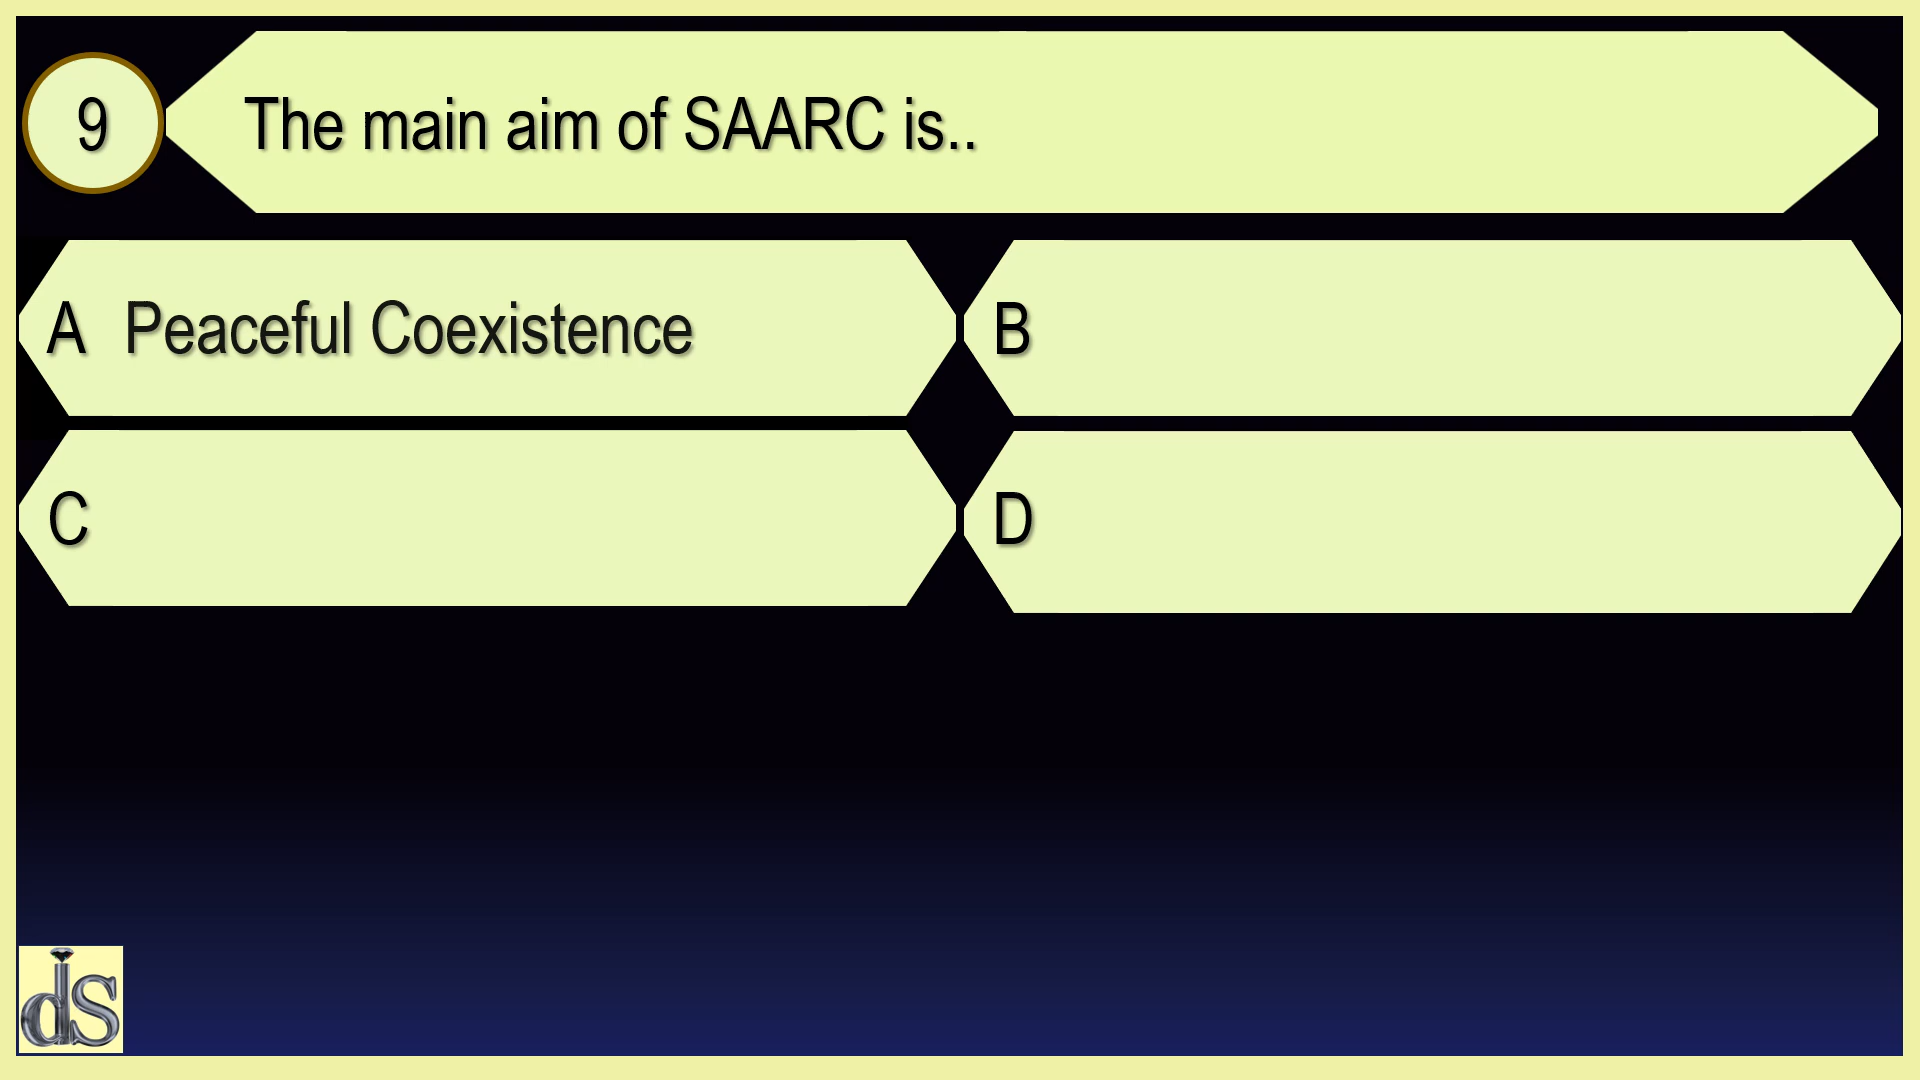 9
The main aim of SAARC is..
A Peaceful Coexistence
B
C
D
ds